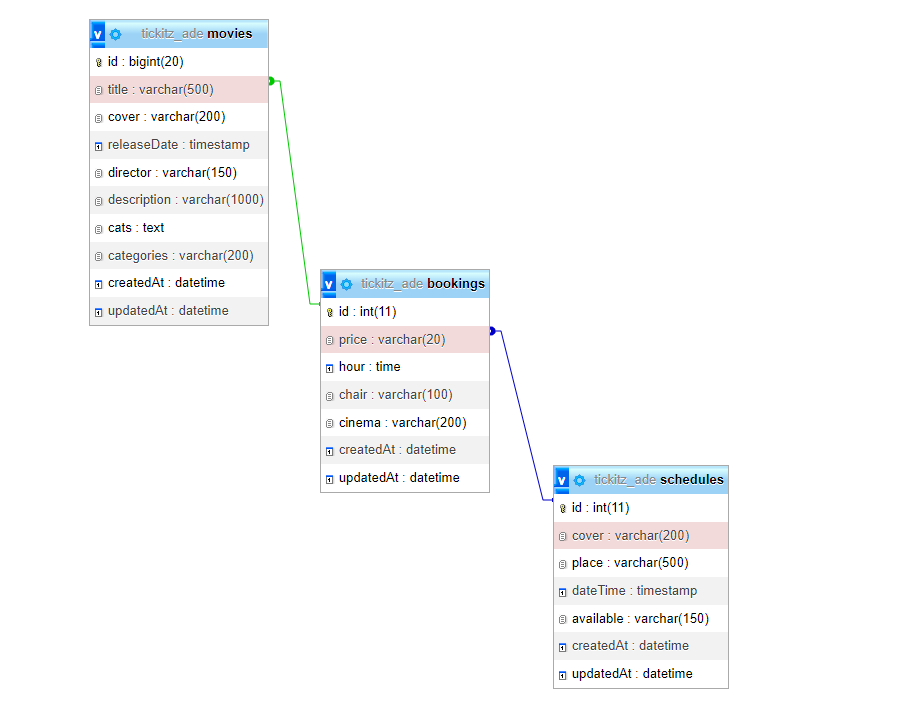 v tickitz_ade movies
id : bigint(20)
title : varchar(500)
cover : varchar(200)
releaseDate : timestamp
director : varchar(150)
description : varchar(1000)
cats : text
categories : varchar(200)
createdAt : datetime
updatedAt : datetime
v tickitz_ade bookings
id : int(11)
price : varchar(20)
hour : time
chair : varchar(100)
cinema : varchar(200)
createdAt : datetime
updatedAt : datetime
v tickitz_ade schedules
id : int(11)
cover : varchar(200)
place : varchar(500)
dateTime : timestamp
available : varchar(150)
createdAt : datetime
updatedAt : datetime